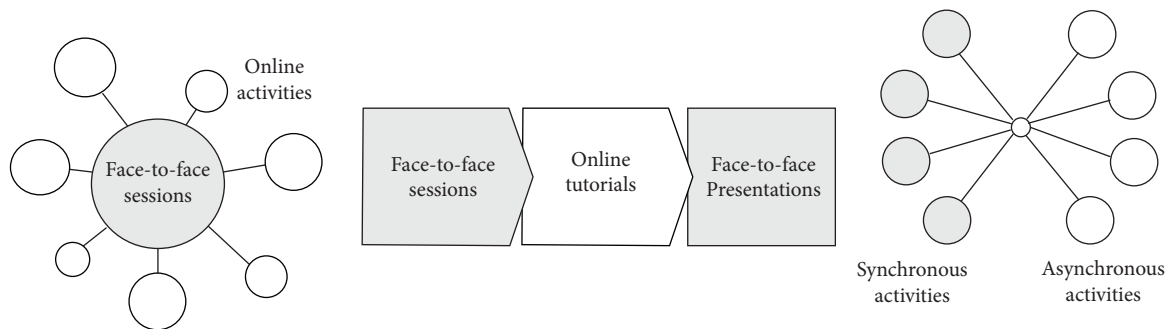 Online
activities
Face-to-face
sessions
Face-to-face
sessions
Online
tutorials
Face-to-face
Presentations
Synchronous
activities
Asynchronous
activities